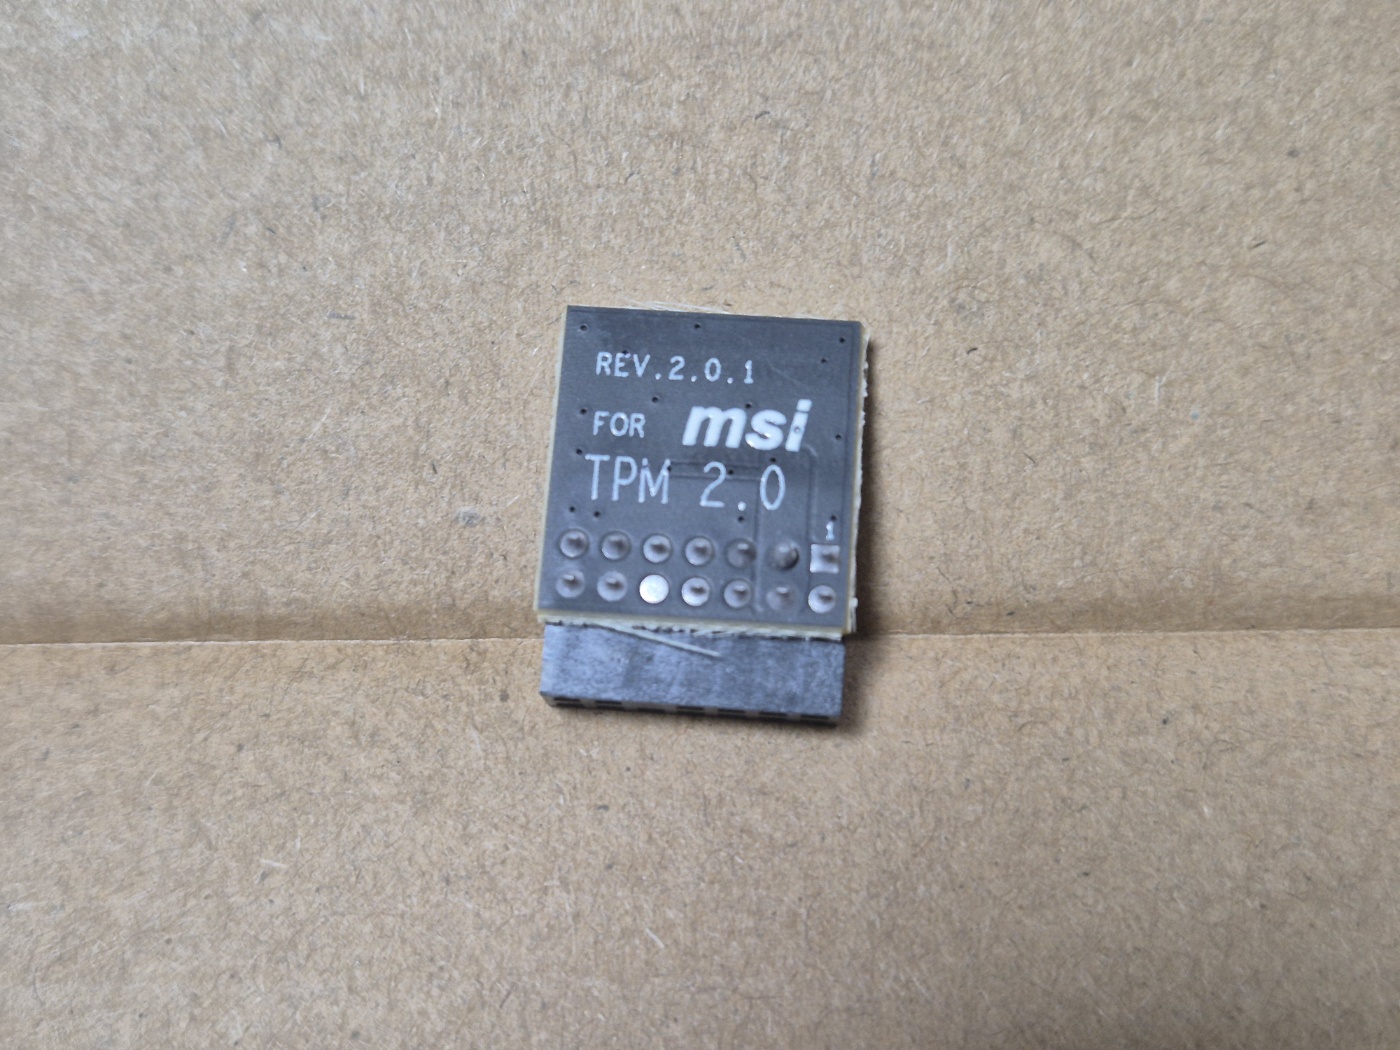 REV.2.0.1
FOR msi
TPM 2.0
1